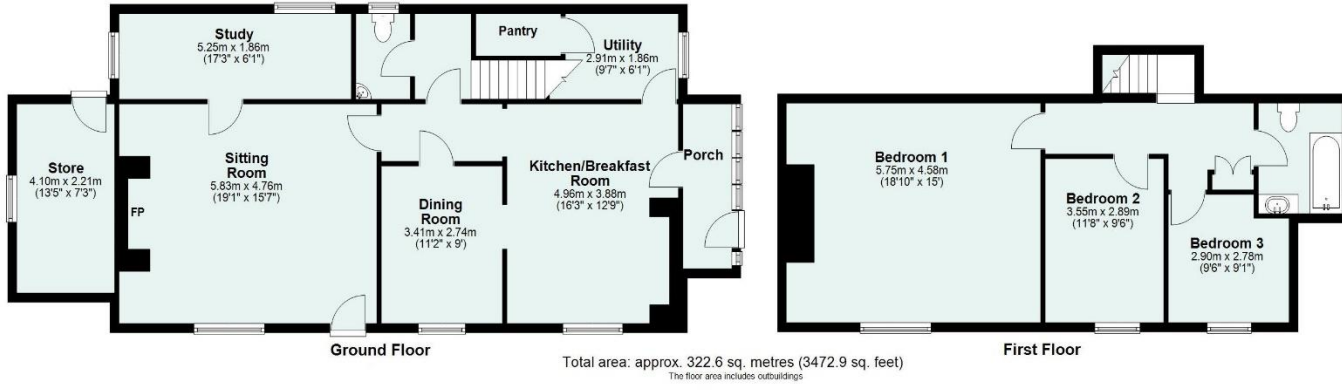 Study
5.25m x 1.86m
(17'3" x 6'1")
Pantry
Utility
2.91m x 1.86m
(9'7" x 6'1")
Store
4.10m x 2.21m
(13'5" x 7'3")
FP
Sitting
Room
5.83m x 4.76m
(19'1" x 15'7")
Dining
Room
3.41m x 2.74m
(11'2" x 9')
Kitchen/Breakfast
Room
4.96m x 3.88m
(16'3" x 12'9")
Porch
Ground Floor
Bedroom 1
5.75m x 4.58m
(18'10" x 15')
Bedroom 2
3.55m x 2.89m
(11'8" x 9'6")
Bedroom 3
2.90m x 2.78m
(9'6" x 9'1")
First Floor
Total area: approx. 322.6 sq. metres (3472.9 sq. feet)
The floor area includes outbuildings